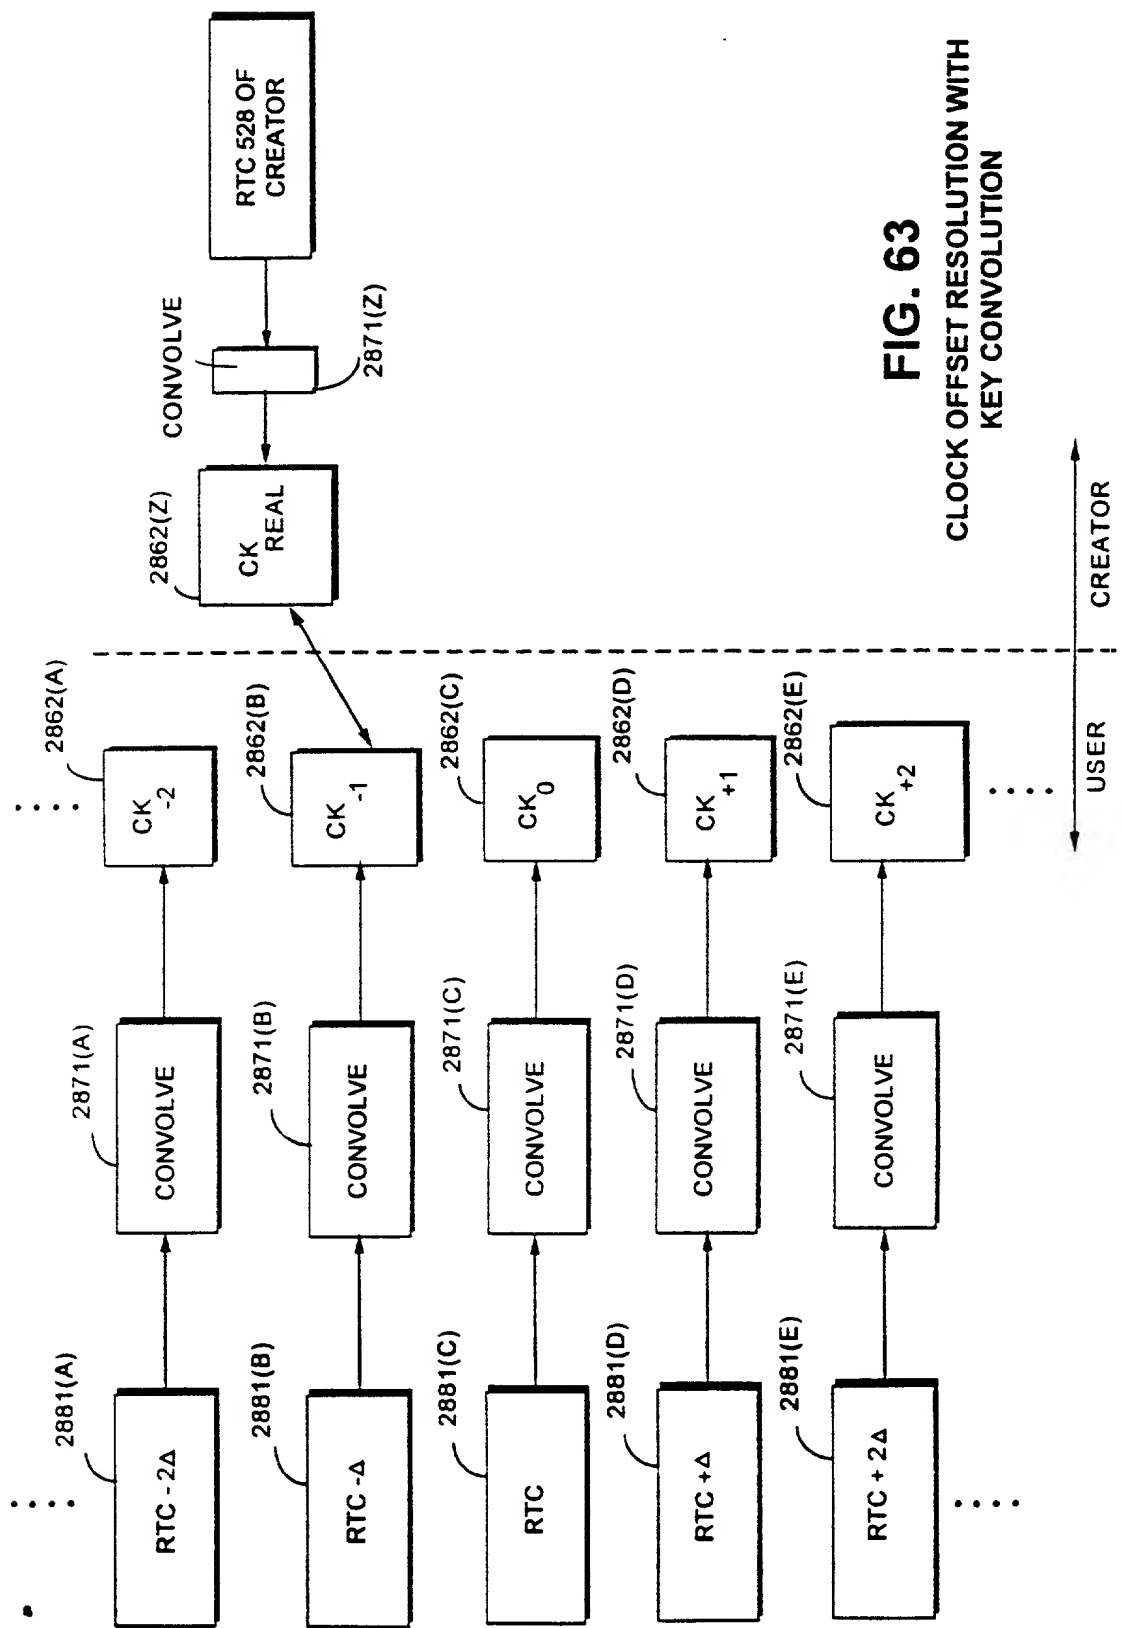 2881(A)
RTC - 2Δ
2871(A)
CONVOLVE
2862(A)
CK -2
2881(B)
RTC -Δ
2871(B)
CONVOLVE
2862(B)
CK -1
2862(Z)
CK REAL
CONVOLVE
2871(Z)
RTC 528 OF
CREATOR
2881(C)
RTC
2871(C)
CONVOLVE
2862(C)
CK0
2881(D)
RTC +Δ
2871(D)
CONVOLVE
2862(D)
CK +1
2881(E)
RTC + 2Δ
2871(E)
CONVOLVE
2862(E)
CK +2
USER
CREATOR
FIG. 63
CLOCK OFFSET RESOLUTION WITH
KEY CONVOLUTION